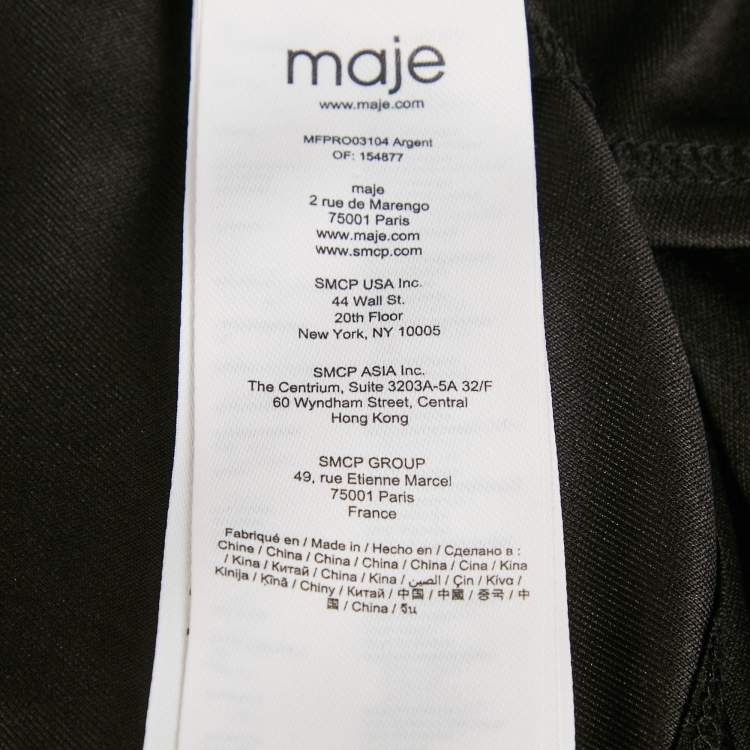 maje
www.maje.com
MFPRO03104 Argent
OF: 154877
maje
2 rue de Marengo
75001 Paris
www.maje.com
www.smcp.com
SMCP USA Inc.
44 Wall St.
20th Floor
New York, NY 10005
SMCP ASIA Inc.
The Centrium, Suite 3203A-5A 32/F
60 Wyndham Street, Central
Hong Kong
SMCP GROUP
49, rue Etienne Marcel
75001 Paris
France
Fabriqué en / Made in / Hecho en / Сделано в :
Chine / China / China / China / China / Cina / Kina
/ Kina / Китай / China / Kina / الصين / Çin / Κίνα /
Kinija / Ķīnā / Chiny / Китай / 中国 / 中國 / 중국 / 中
国 / China / จีน